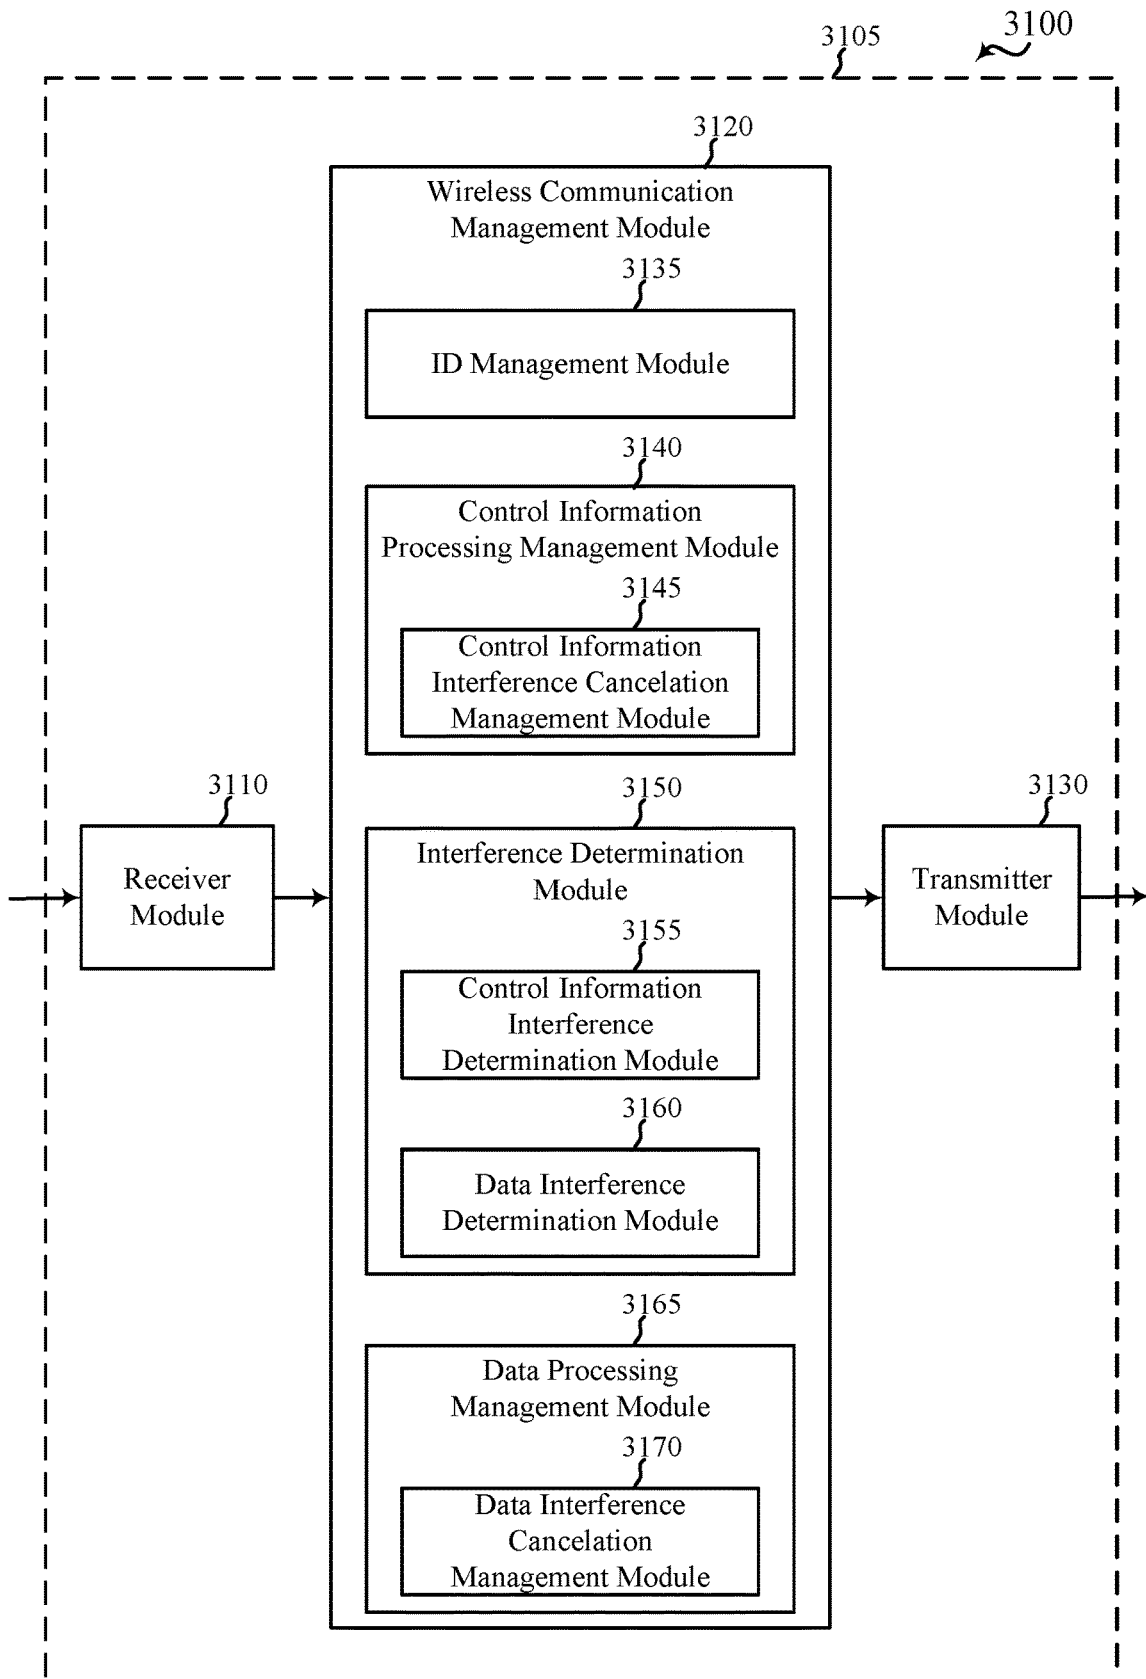 3100
3105
3120
Wireless Communication
Management Module
3135
ID Management Module
3140
Control Information
Processing Management Module
3145
Control Information
Interference Cancelation
Management Module
3110
Receiver
Module
3150
Interference Determination
Module
3155
Control Information
Interference
Determination Module
3160
Data Interference
Determination Module
3130
Transmitter
Module
3165
Data Processing
Management Module
3170
Data Interference
Cancelation
Management Module